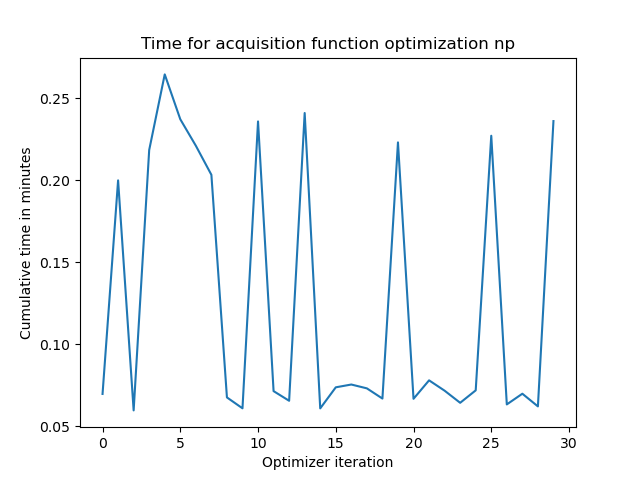 Time for acquisition function optimization np
Cumulative time in minutes
0.25
0.20
0.15
0.10
0.05
0 5 10 15 20 25 30
Optimizer iteration